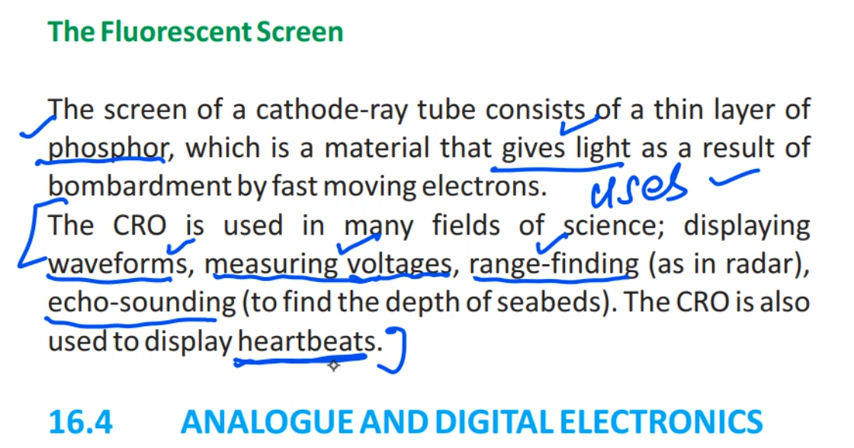 The Fluorescent Screen
The screen of a cathode-ray tube consists of a thin layer of
phosphor, which is a material that gives light as a result of
bombardment by fast moving electrons. uses
The CRO is used in many fields of science; displaying
waveforms, measuring voltages, range-finding (as in radar),
echo-sounding (to find the depth of seabeds). The CRO is also
used to display heartbeats.
16.4 ANALOGUE AND DIGITAL ELECTRONICS